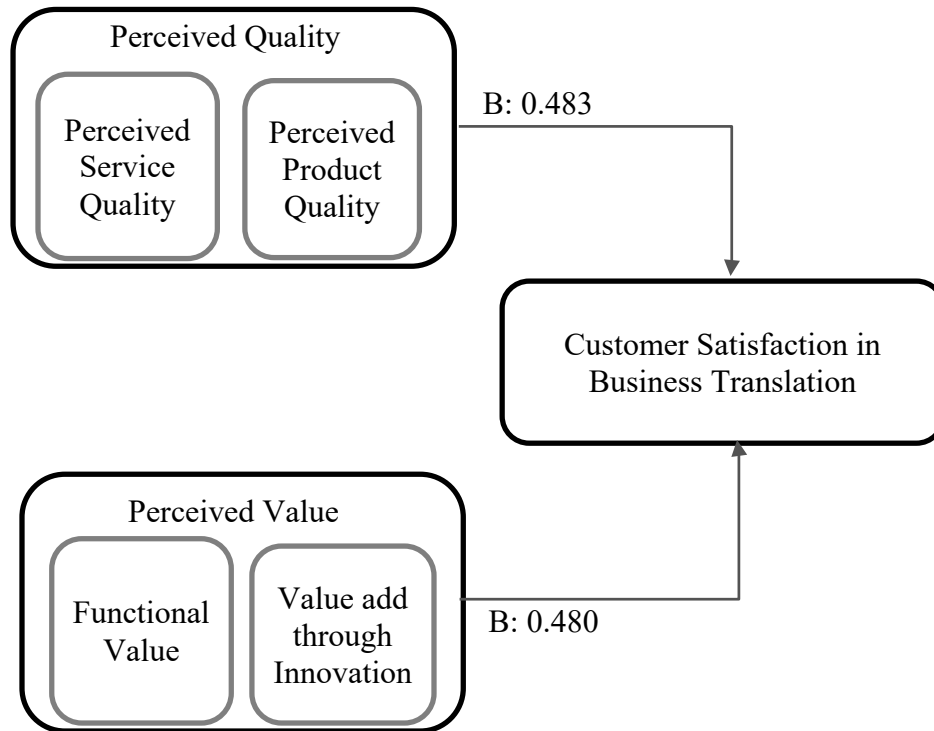 Perceived Quality
Perceived
Service
Quality
Perceived
Product
Quality
B: 0.483
Customer Satisfaction in
Business Translation
Perceived Value
Functional
Value
Value add
through
Innovation
B: 0.480